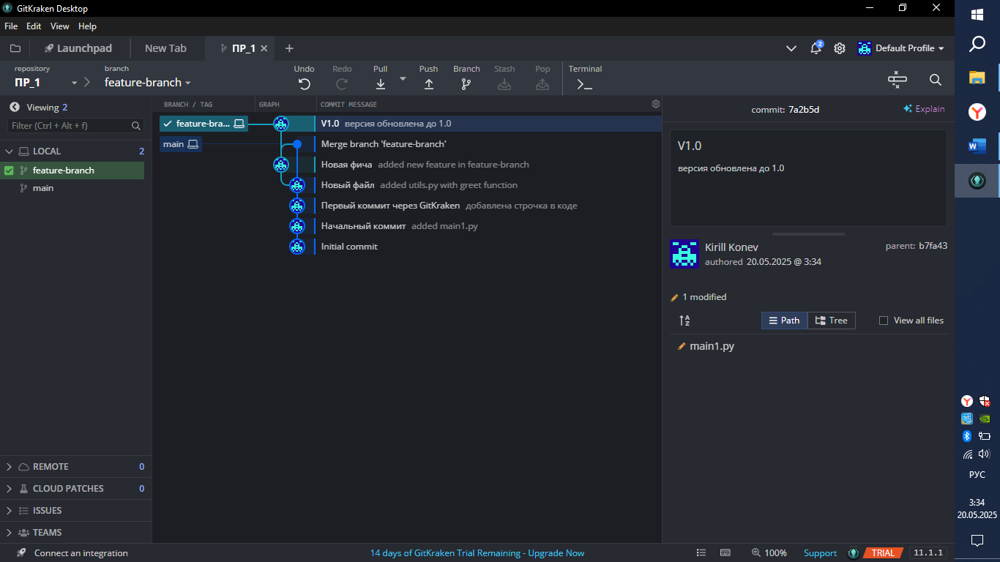 GitKraken Desktop
File Edit View Help
Launchpad New Tab ПР_1
2 Default Profile
repository branch
ПР_1 feature-branch
Undo Redo Pull Push Branch Stash Pop Terminal
Viewing 2
Filter (Ctrl + Alt + f)
LOCAL 2
feature-branch
main
REMOTE 0
CLOUD PATCHES 0
ISSUES
TEAMS
BRANCH / TAG GRAPH COMMIT MESSAGE
feature-bra... V1.0 версия обновлена до 1.0
main Merge branch 'feature-branch'
Новая фича added new feature in feature-branch
Новый файл added utils.py with greet function
Первый коммит через GitKraken добавлена строчка в коде
Начальный коммит added main1.py
Initial commit
commit: 7a2b5d Explain
V1.0
версия обновлена до 1.0
Kirill Konev parent: b7fa43
authored 20.05.2025 @ 3:34
1 modified
Path Tree View all files
main1.py
Connect an integration 14 days of GitKraken Trial Remaining - Upgrade Now 100% Support TRIAL 11.1.1
РУС
3:34
20.05.2025